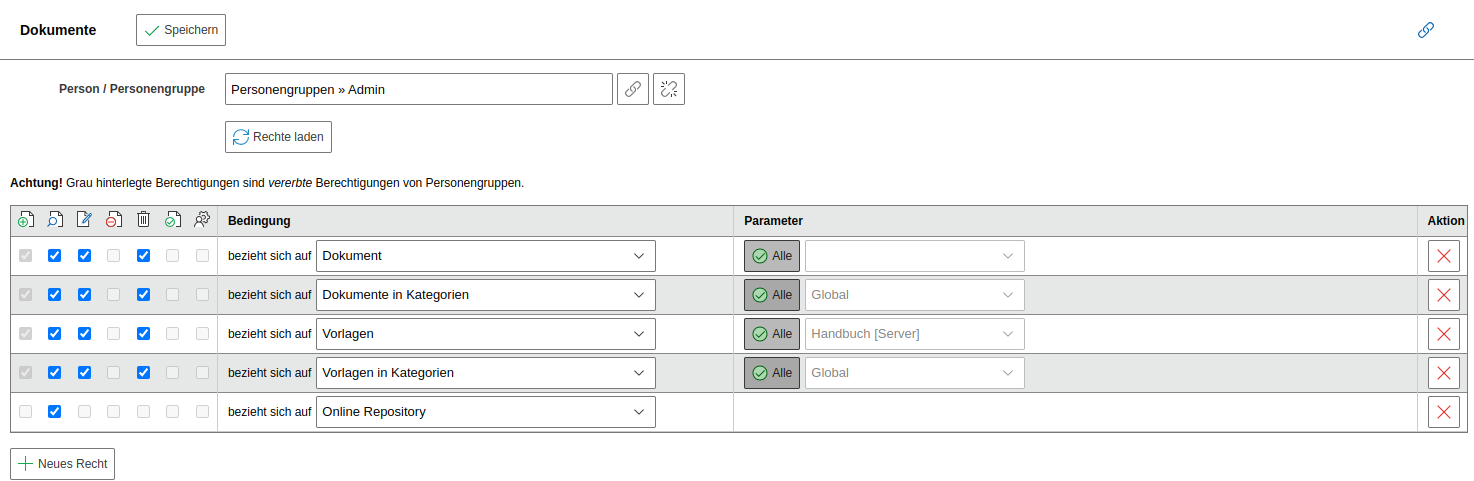 Dokumente Speichern
Person / Personengruppe Personengruppen » Admin
Rechte laden
Achtung! Grau hinterlegte Berechtigungen sind vererbte Berechtigungen von Personengruppen.
Bedingung Parameter Aktion
bezieht sich auf Dokument Alle
bezieht sich auf Dokumente in Kategorien Alle Global
bezieht sich auf Vorlagen Alle Handbuch [Server]
bezieht sich auf Vorlagen in Kategorien Alle Global
bezieht sich auf Online Repository
Neues Recht